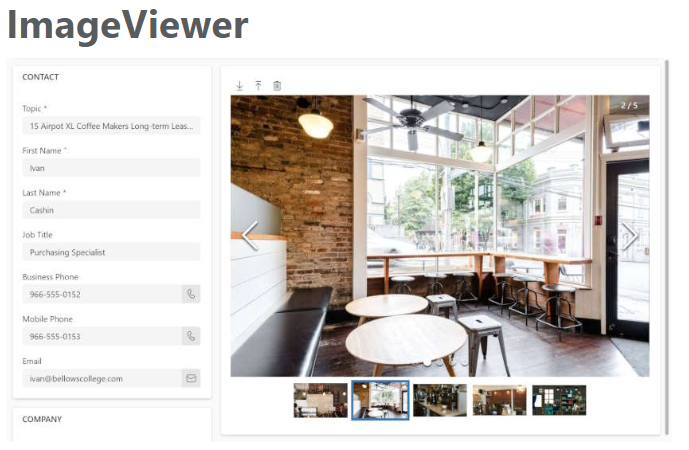 ImageViewer
CONTACT
Topic *
15 Airpot XL Coffee Makers Long-term Leas...
First Name *
Ivan
Last Name *
Cashin
Job Title
Purchasing Specialist
Business Phone
966-555-0152
Mobile Phone
966-555-0153
Email
ivan@bellowscollege.com
COMPANY
2 / 5